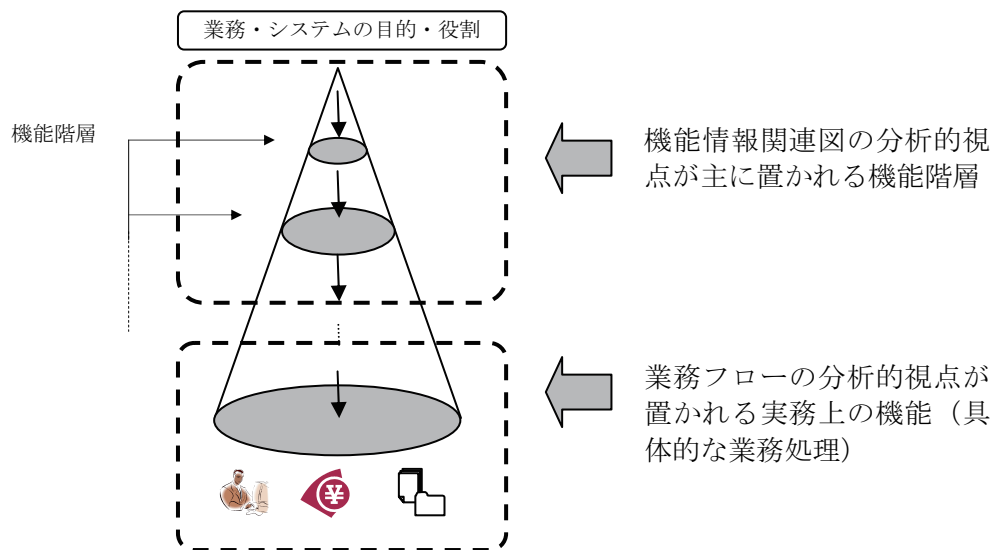 業務・システムの目的・役割
機能階層
機能情報関連図の分析的視
点が主に置かれる機能階層
業務フローの分析的視点が
置かれる実務上の機能（具
体的な業務処理）
¥